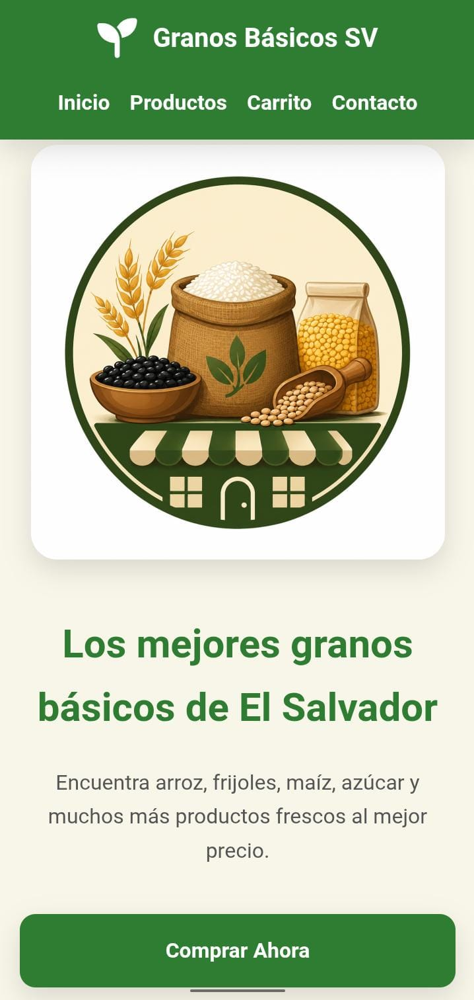 Granos Básicos SV
Inicio Productos Carrito Contacto
Los mejores granos
básicos de El Salvador
Encuentra arroz, frijoles, maíz, azúcar y
muchos más productos frescos al mejor
precio.
Comprar Ahora